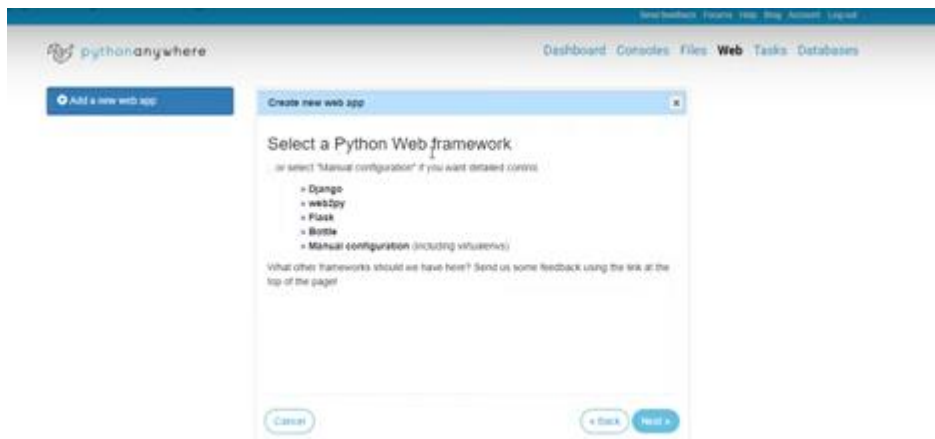 Send feedback Forums Help Blog Account Log out
pythonanywhere
Dashboard Consoles Files Web Tasks Databases
Add a new web app
Create new web app
x
Select a Python Web framework
... or select "Manual configuration" if you want detailed control.
» Django
» web2py
» Flask
» Bottle
» Manual configuration (including virtualenvs)
What other frameworks should we have here? Send us some feedback using the link at the
top of the page!
Cancel
« Back
Next »